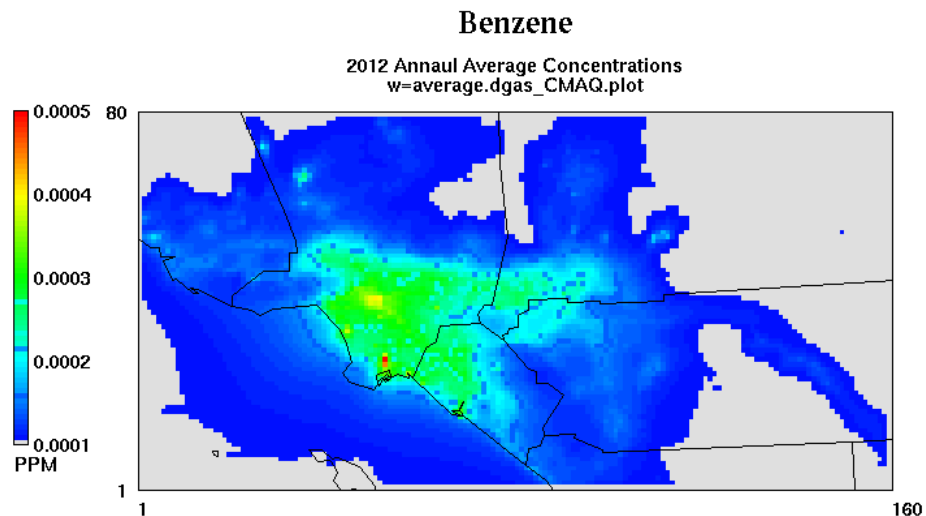 Benzene
2012 Annaul Average Concentrations
w=average.dgas_CMAQ.plot
0.0005
0.0004
0.0003
0.0002
0.0001
PPM
80
1
1
160